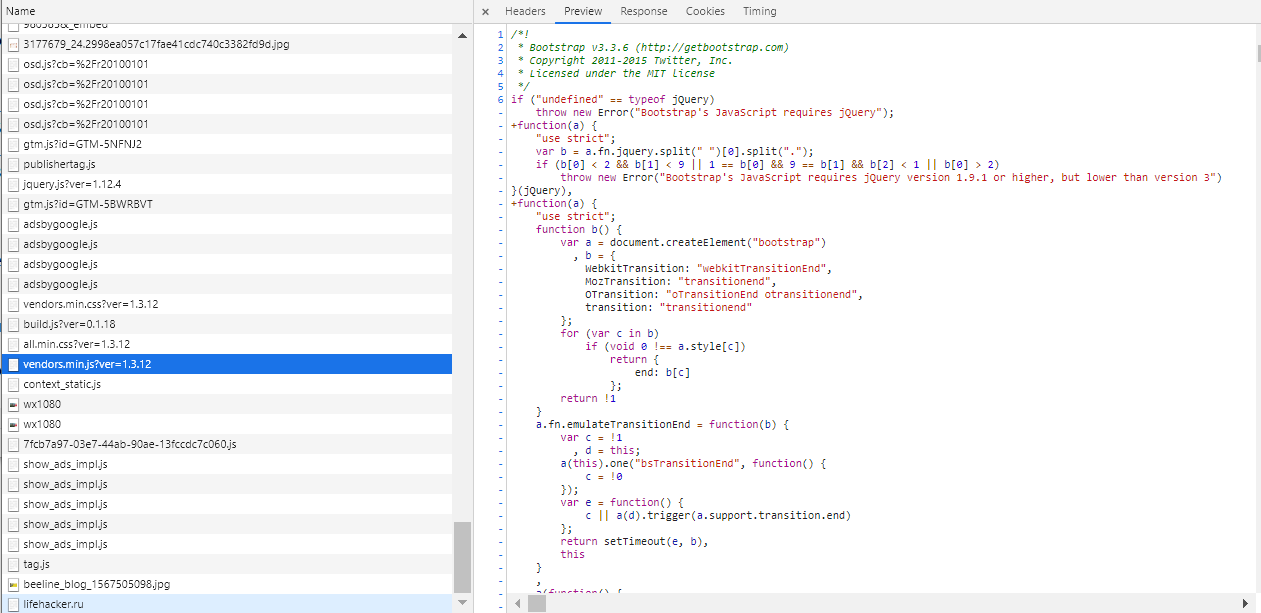 Name
980585&_embed
3177679_24.2998ea057c17fae41cdc740c3382fd9d.jpg
osd.js?cb=%2Fr20100101
osd.js?cb=%2Fr20100101
osd.js?cb=%2Fr20100101
osd.js?cb=%2Fr20100101
gtm.js?id=GTM-5NFNJ2
publishertag.js
jquery.js?ver=1.12.4
gtm.js?id=GTM-5BWRBVT
adsbygoogle.js
adsbygoogle.js
adsbygoogle.js
adsbygoogle.js
vendors.min.css?ver=1.3.12
build.js?ver=0.1.18
all.min.css?ver=1.3.12
vendors.min.js?ver=1.3.12
context_static.js
wx1080
wx1080
7fcb7a97-03e7-44ab-90ae-13fccdc7c060.js
show_ads_impl.js
show_ads_impl.js
show_ads_impl.js
show_ads_impl.js
show_ads_impl.js
tag.js
beeline_blog_1567505098.jpg
lifehacker.ru
× Headers Preview Response Cookies Timing
1 /*!
2  * Bootstrap v3.3.6 (http://getbootstrap.com)
3  * Copyright 2011-2015 Twitter, Inc.
4  * Licensed under the MIT license
5  */
6 if ("undefined" == typeof jQuery)
-     throw new Error("Bootstrap's JavaScript requires jQuery");
- +function(a) {
-     "use strict";
-     var b = a.fn.jquery.split(" ")[0].split(".");
-     if (b[0] < 2 && b[1] < 9 || 1 == b[0] && 9 == b[1] && b[2] < 1 || b[0] > 2)
-         throw new Error("Bootstrap's JavaScript requires jQuery version 1.9.1 or higher, but lower than version 3")
- }(jQuery),
- +function(a) {
-     "use strict";
-     function b() {
-         var a = document.createElement("bootstrap")
-           , b = {
-             WebkitTransition: "webkitTransitionEnd",
-             MozTransition: "transitionend",
-             OTransition: "oTransitionEnd otransitionend",
-             transition: "transitionend"
-         };
-         for (var c in b)
-             if (void 0 !== a.style[c])
-                 return {
-                     end: b[c]
-                 };
-         return !1
-     }
-     a.fn.emulateTransitionEnd = function(b) {
-         var c = !1
-           , d = this;
-         a(this).one("bsTransitionEnd", function() {
-             c = !0
-         });
-         var e = function() {
-             c || a(d).trigger(a.support.transition.end)
-         };
-         return setTimeout(e, b),
-         this
-     }
-     ,
-     a(function() {